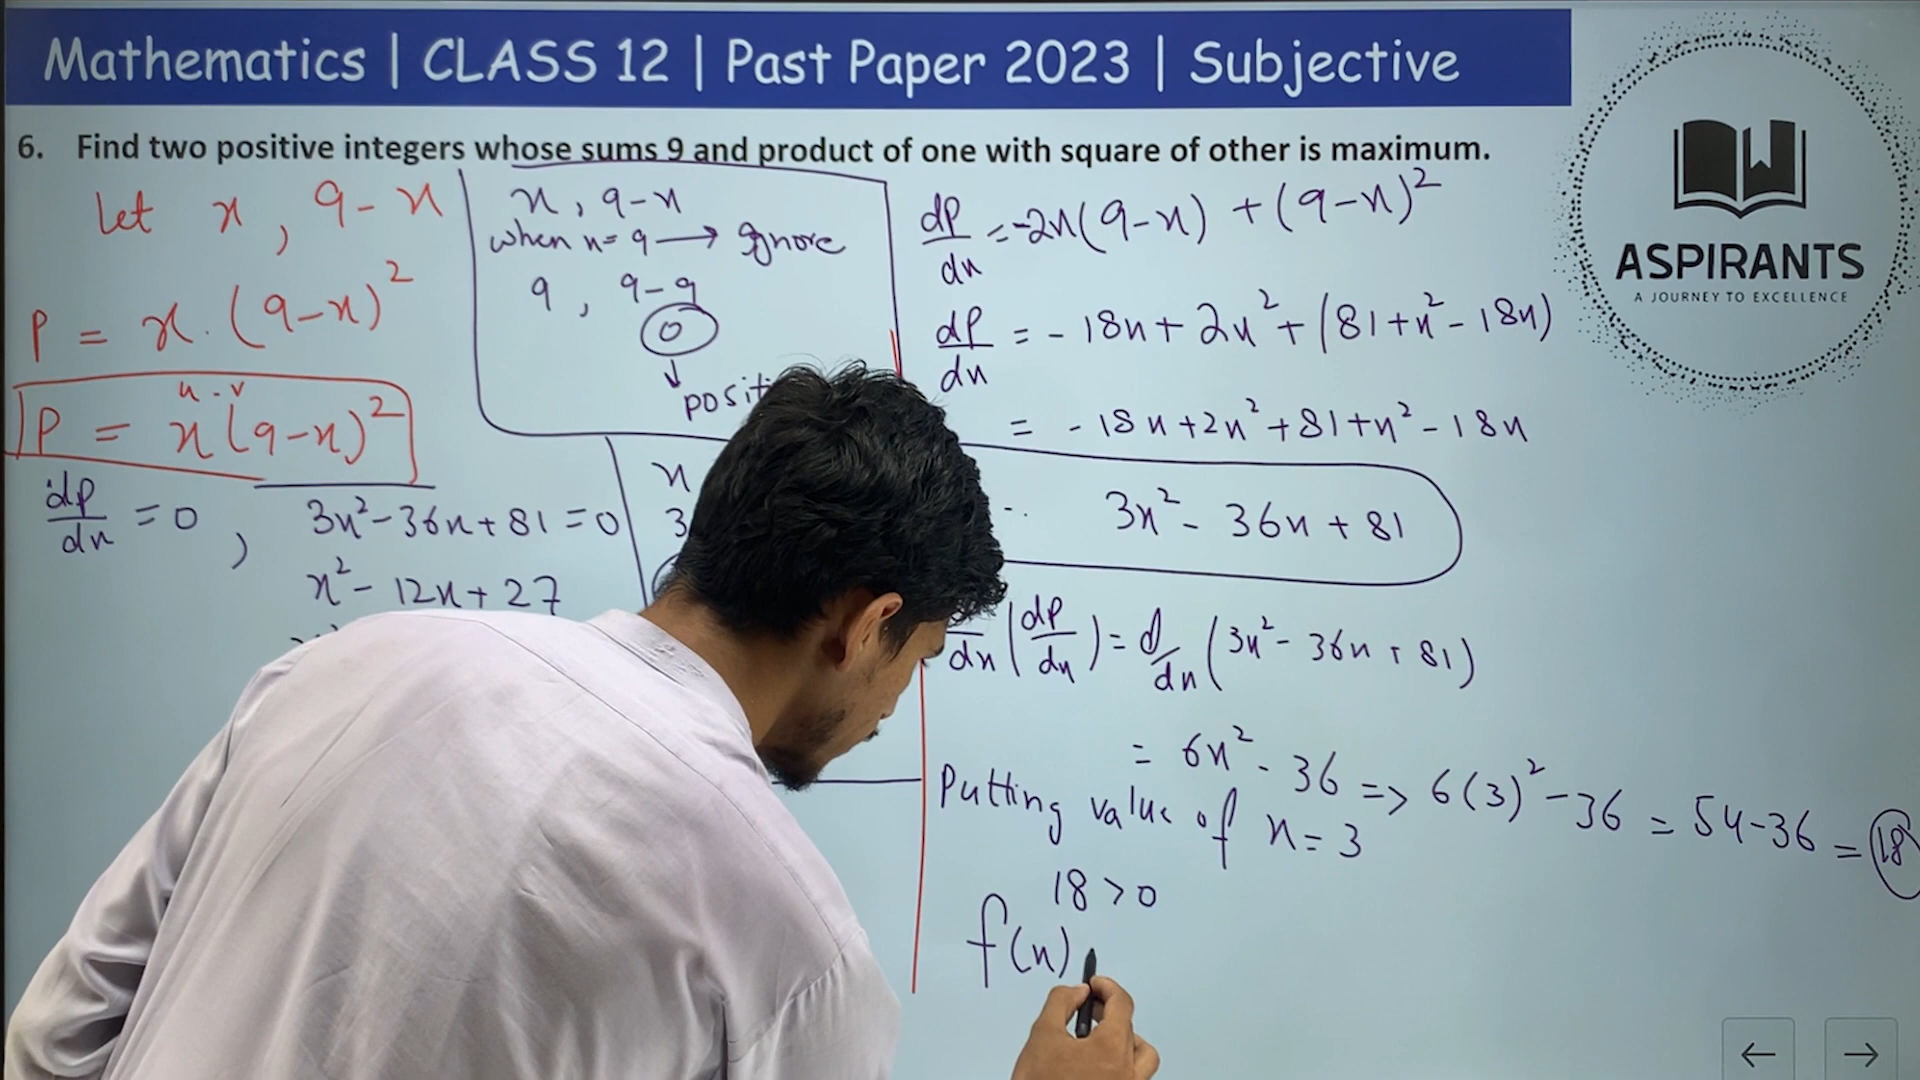 Mathematics | CLASS 12 | Past Paper 2023 | Subjective
ASPIRANTS
A JOURNEY TO EXCELLENCE
6. Find two positive integers whose sums 9 and product of one with square of other is maximum.
Let x , 9-x
P = x.(9-x)²
u.v
P = x(9-x)²
dp/dx = 0 , 3x²-36x+81=0
x²-12x+27
x, 9-x
when x=9 → Ignore
9, 9-9
0
x
3
dp/dx = -2x(9-x) + (9-x)²
dp/dx = -18x+2x²+(81+x²-18x)
= -18x+2x²+81+x²-18x
3x²-36x+81
dx (dp/dx) = d/dx (3x²-36x+81)
= 6x²-36 => 6(3)²-36 = 54-36 = 18
Putting value of x=3
18>0
f(x)